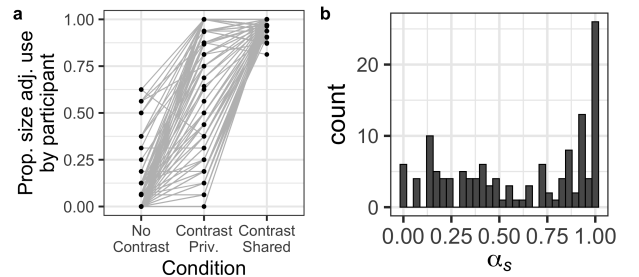 a
Prop. size adj. use
by participant
1.00
0.75
0.50
0.25
0.00
No
Contrast
Contrast
Priv.
Contrast
Shared
Condition
b
count
20
10
0
0.00 0.25 0.50 0.75 1.00
αs